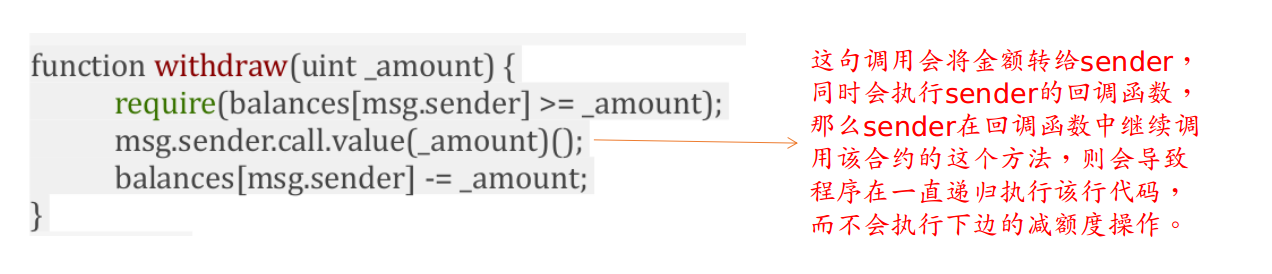 function withdraw(uint _amount) {
require(balances[msg.sender] >= _amount);
msg.sender.call.value(_amount)();
balances[msg.sender] -= _amount;
}
这句调用会将金额转给sender，
同时会执行sender的回调函数，
那么sender在回调函数中继续调
用该合约的这个方法，则会导致
程序在一直递归执行该行代码，
而不会执行下边的减额度操作。